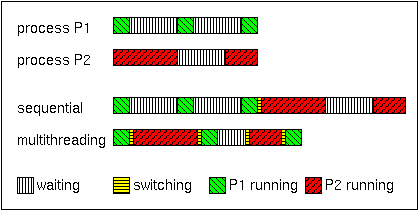 process P1
process P2
sequential
multithreading
waiting switching P1 running P2 running